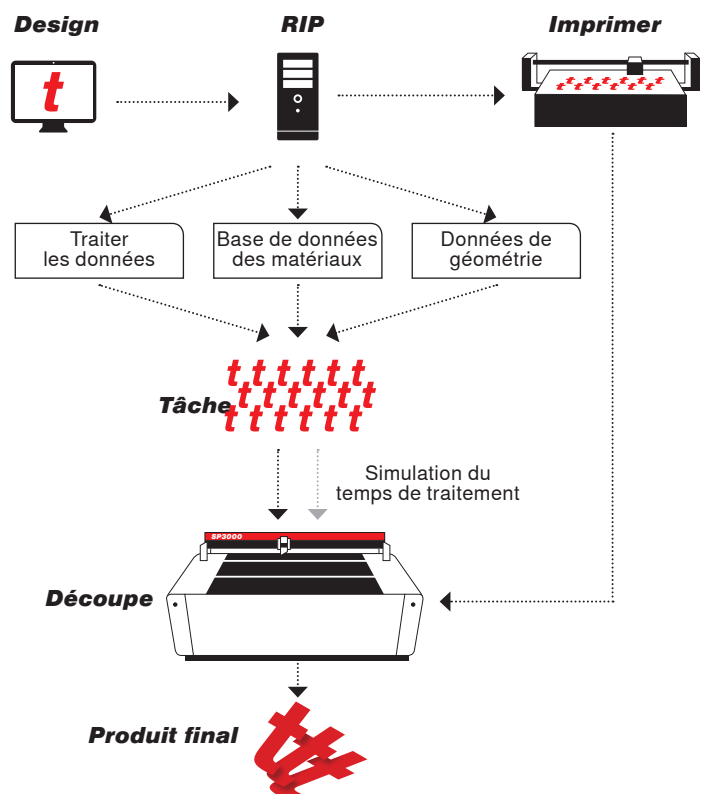 Design
RIP
Imprimer
t
t t t t t t
t t t t t t
Traiter
les données
Base de données
des matériaux
Données de
géométrie
t t t t t t
t t t t t t
t t t t t t
Tâche
Simulation du
temps de traitement
SP3000
Découpe
Produit final
t t t